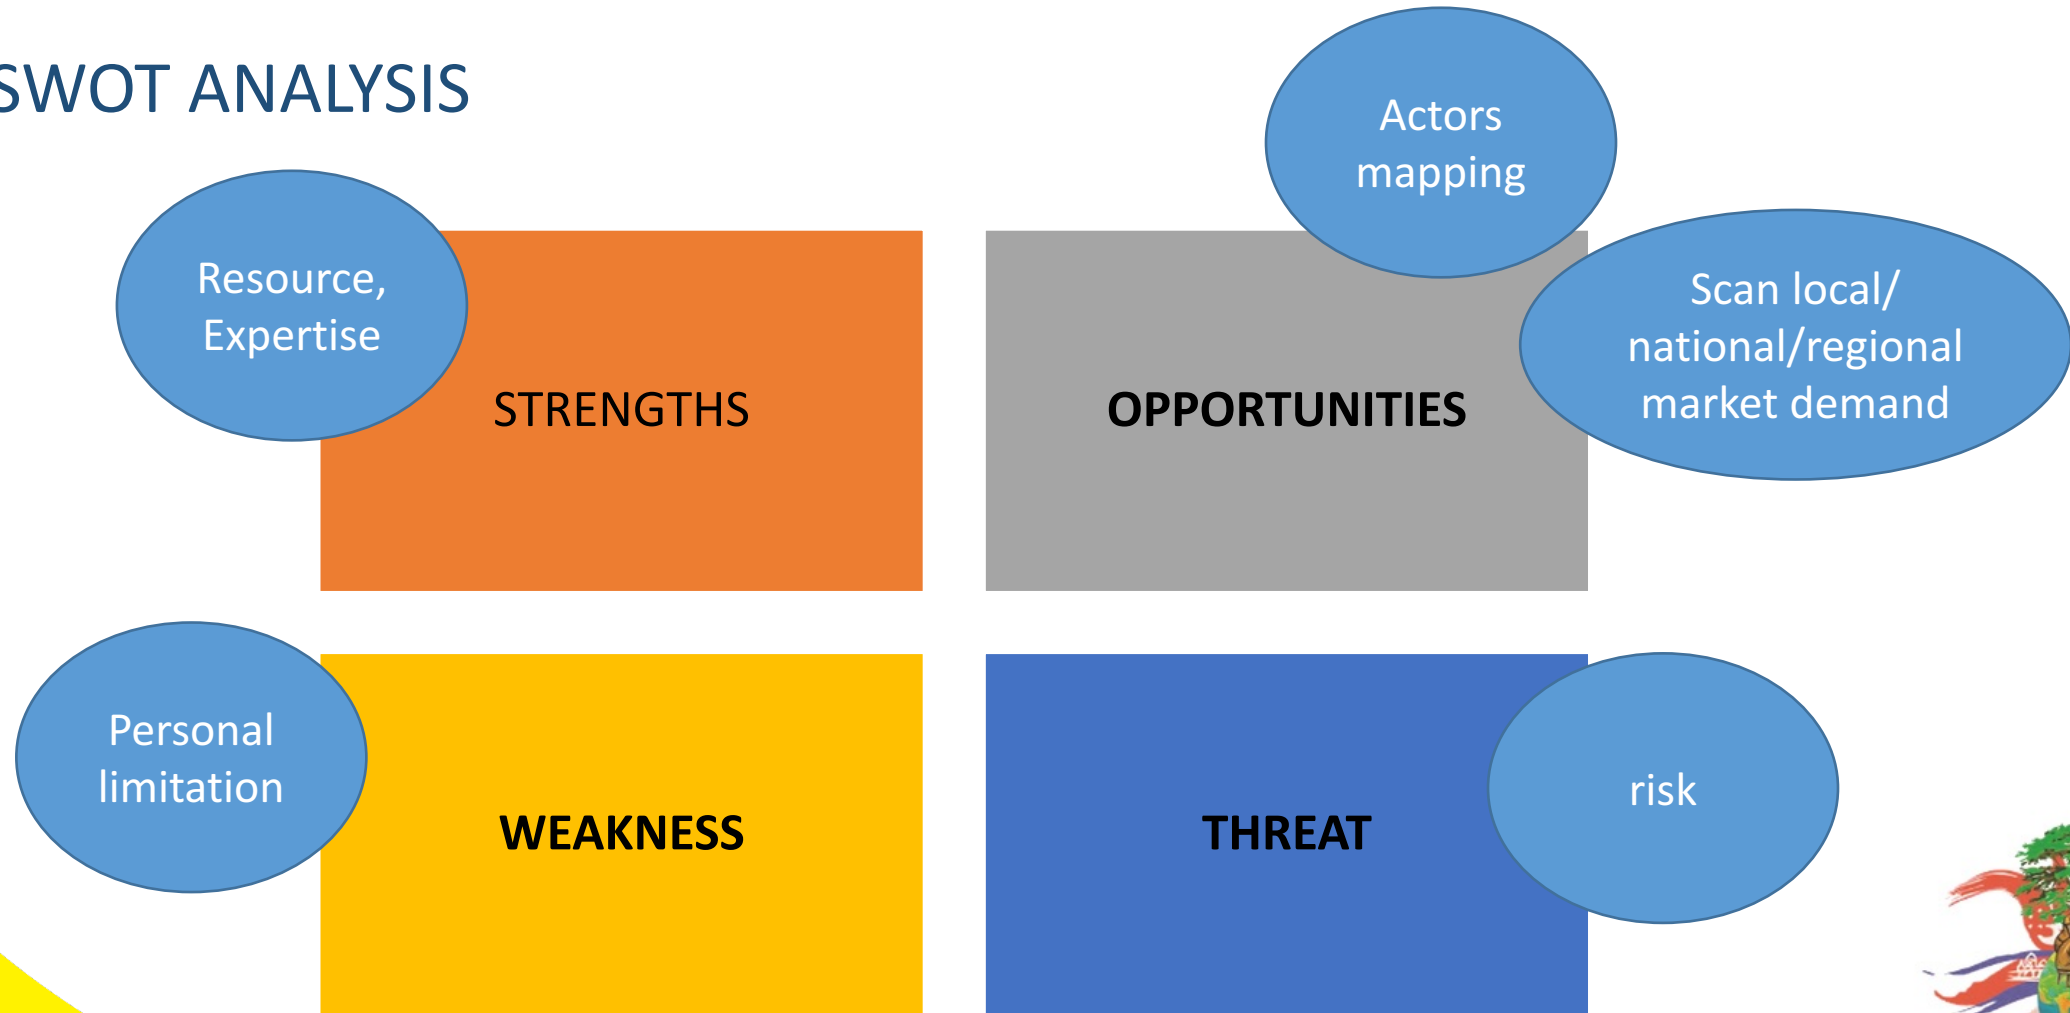 SWOT ANALYSIS
Actors
mapping
Resource,
Expertise
STRENGTHS
OPPORTUNITIES
Scan local/
national/regional
market demand
Personal
limitation
WEAKNESS
THREAT
risk